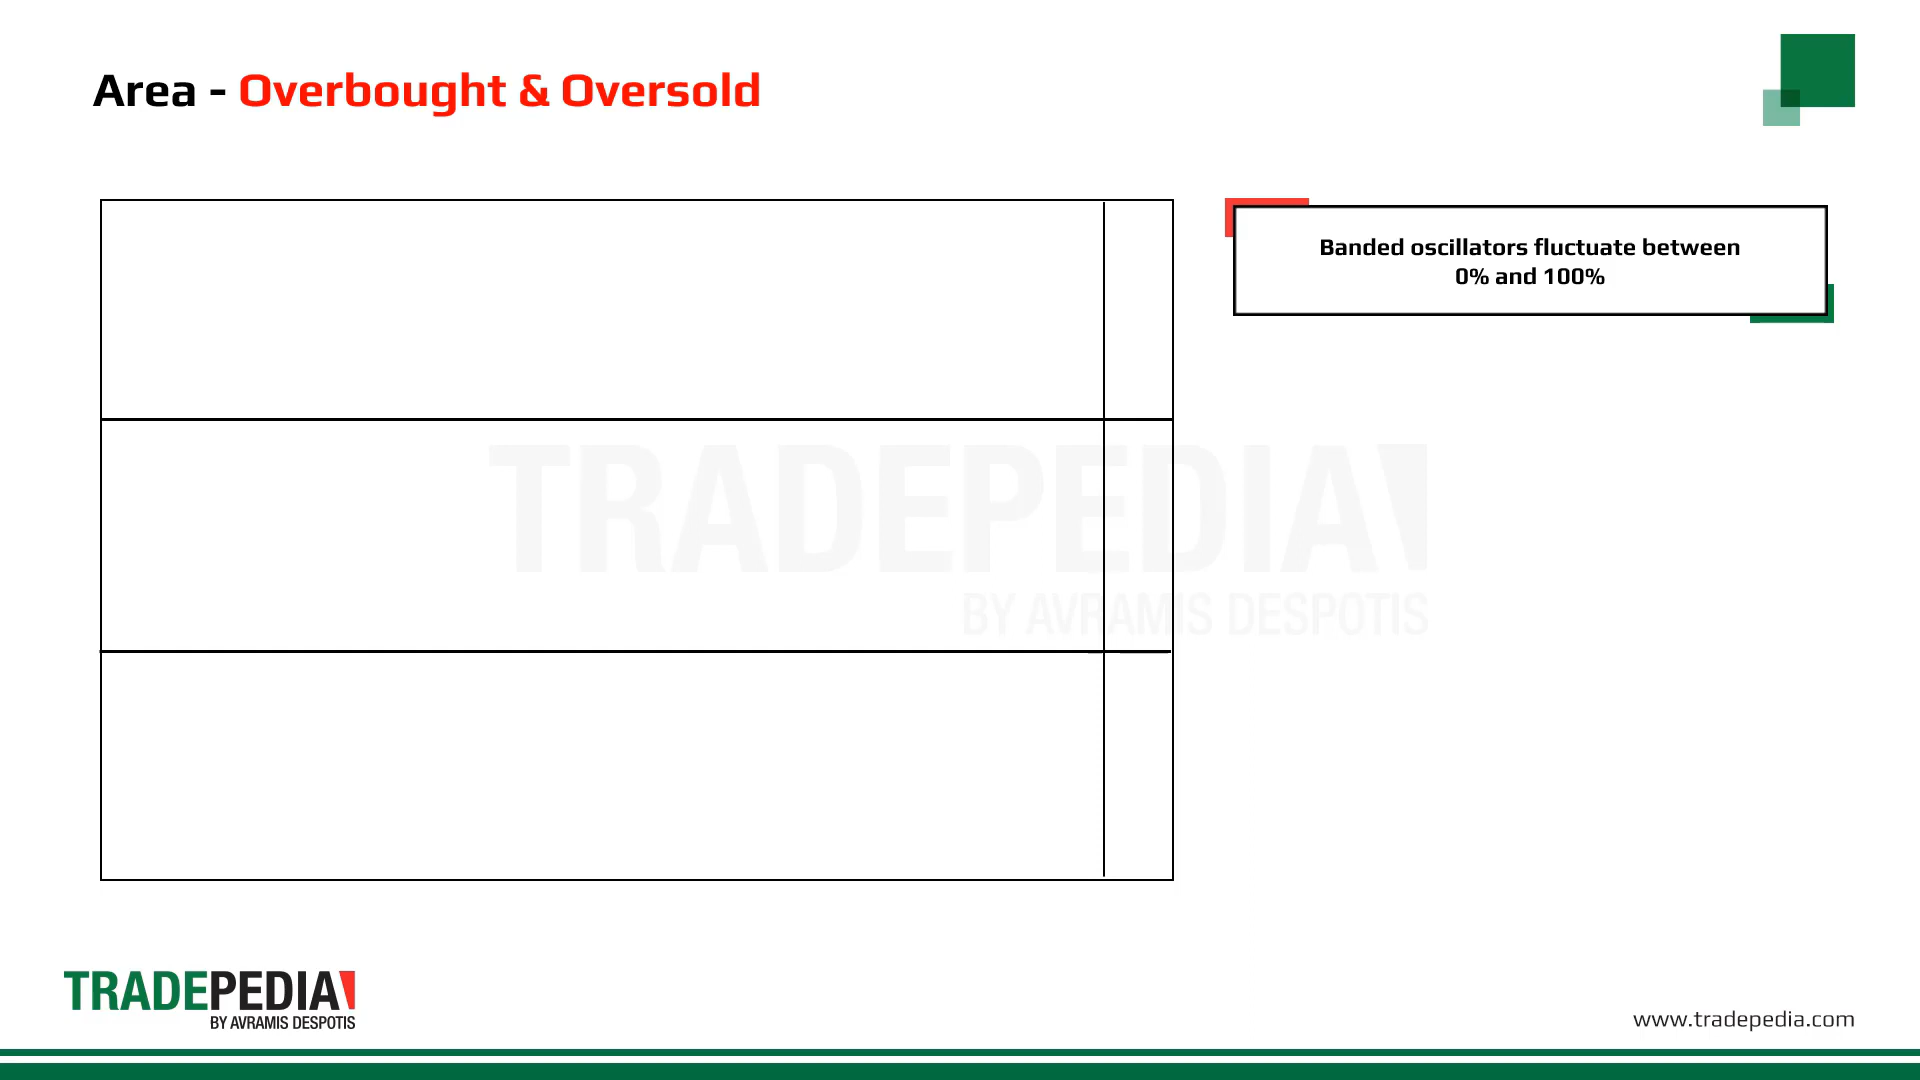 Area - Overbought & Oversold
Banded oscillators fluctuate between
0% and 100%
TRADEPEDIA
BY AVRAMIS DESPOTIS
TRADEPEDIA
BY AVRAMIS DESPOTIS
www.tradepedia.com